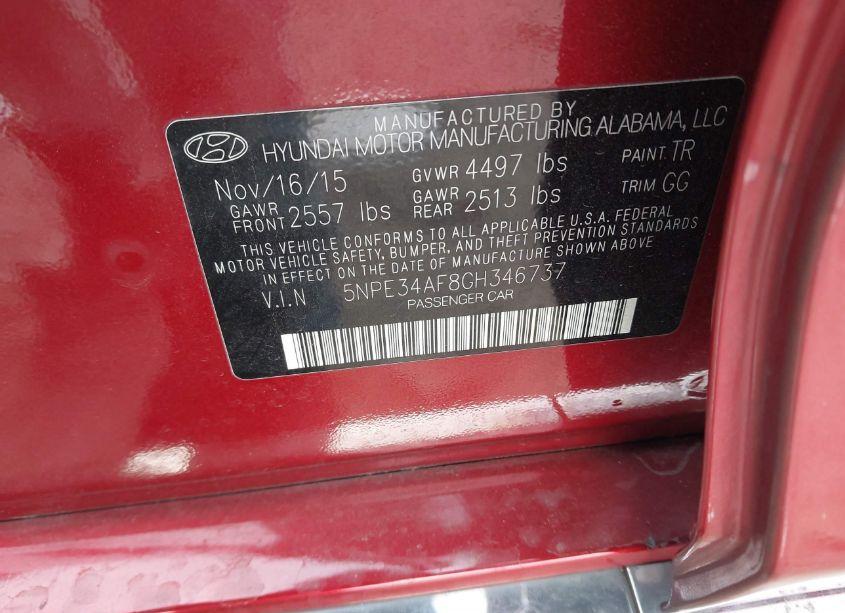 MANUFACTURED BY
HYUNDAI MOTOR MANUFACTURING ALABAMA, LLC
Nov/16/15 GVWR 4497 lbs PAINT TR
GAWR FRONT 2557 lbs GAWR REAR 2513 lbs TRIM GG
THIS VEHICLE CONFORMS TO ALL APPLICABLE U.S.A. FEDERAL
MOTOR VEHICLE SAFETY, BUMPER, AND THEFT PREVENTION STANDARDS
IN EFFECT ON THE DATE OF MANUFACTURE SHOWN ABOVE
V.I.N 5NPE34AF8GH346737
PASSENGER CAR